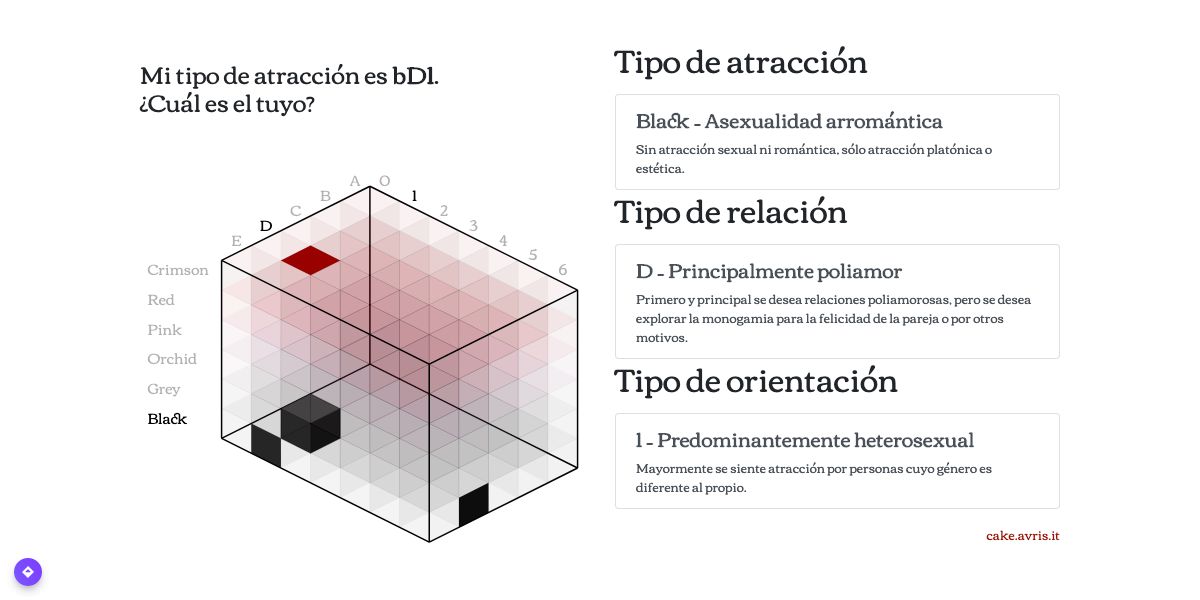 Mi tipo de atracción es bD1.
¿Cuál es el tuyo?
A O
B 1
C 2
D 3
E 4
5
6
Crimson
Red
Pink
Orchid
Grey
Black
Tipo de atracción
Black - Asexualidad arromántica
Sin atracción sexual ni romántica, sólo atracción platónica o
estética.
Tipo de relación
D - Principalmente poliamor
Primero y principal se desea relaciones poliamorosas, pero se desea
explorar la monogamia para la felicidad de la pareja o por otros
motivos.
Tipo de orientación
1 - Predominantemente heterosexual
Mayormente se siente atracción por personas cuyo género es
diferente al propio.
cake.avris.it